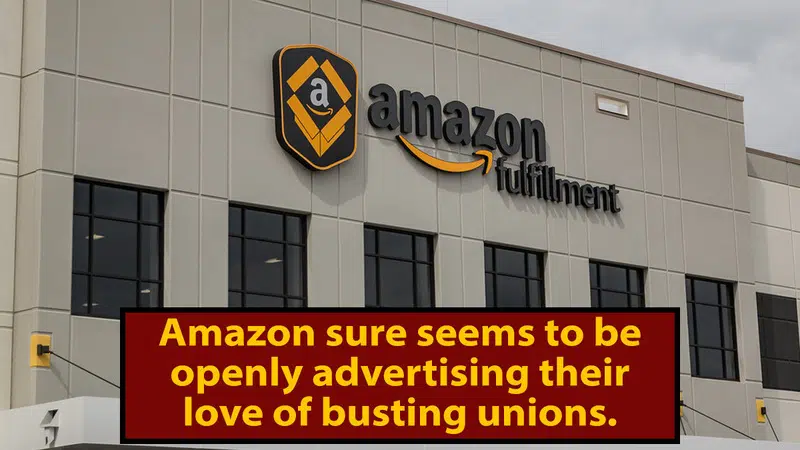 a
amazon
fulfillment
Amazon sure seems to be
openly advertising their
love of busting unions.